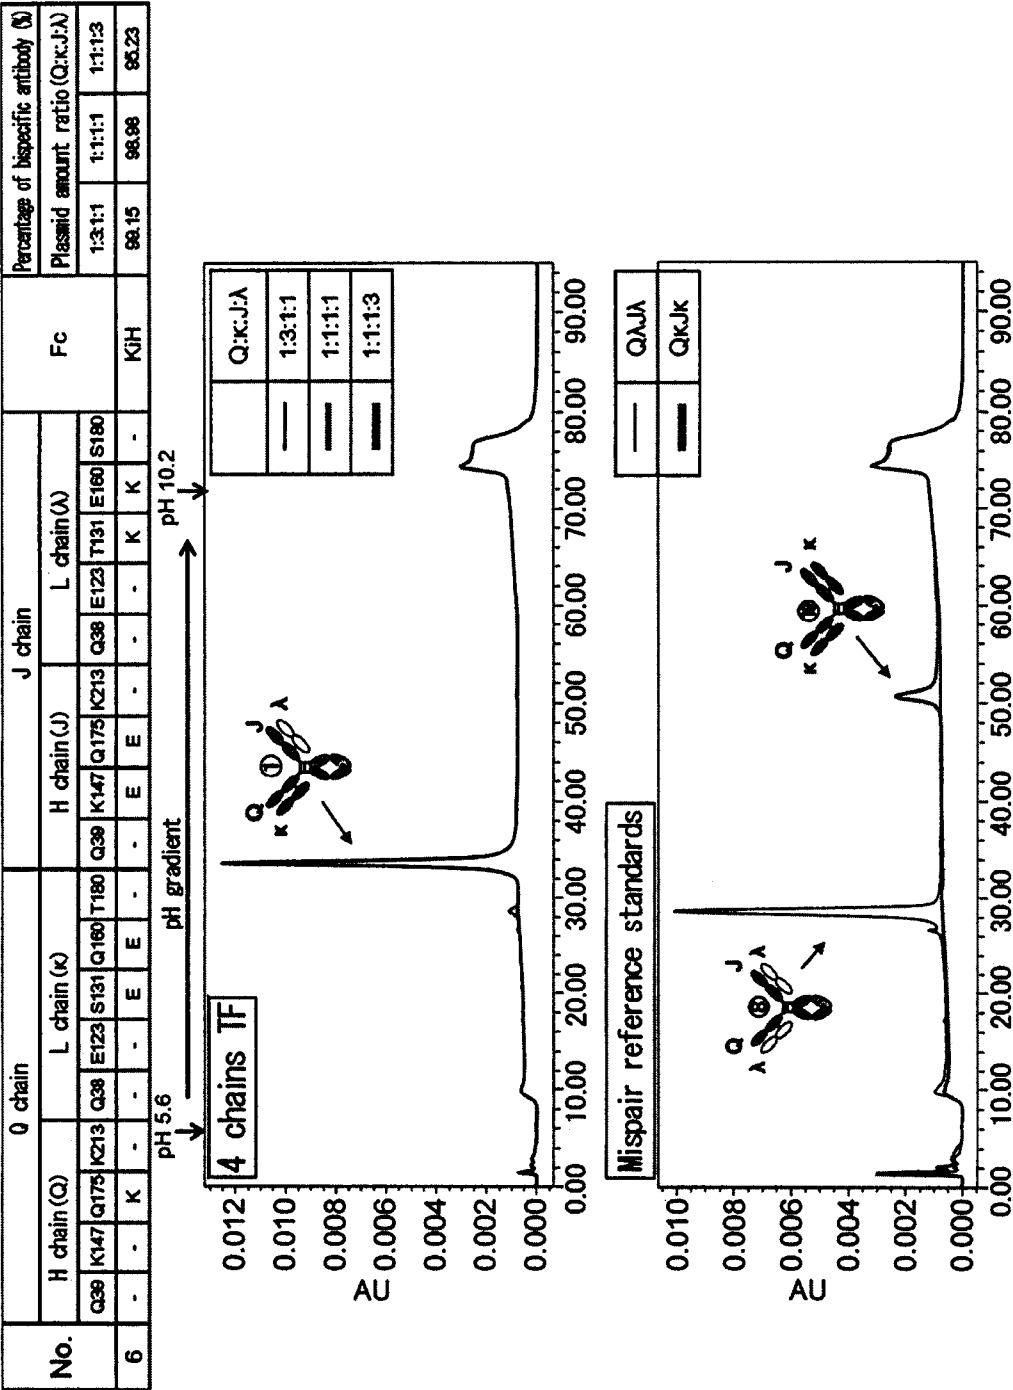 No. Q chain J chain Fc Percentage of bispecific antibody (%)
H chain(Q) L chain(κ) H chain(J) L chain(λ) Plasmid amount ratio(Q:κ:J:λ)
Q39 K147 Q175 K213 Q38 E123 S131 Q160 T180 Q39 K147 Q175 K213 Q38 E123 T131 E160 S180 1:3:1:1 1:1:1:1 1:1:1:3
6 - - K - - - E E - - E E - - - K K - KiH 99.15 98.98 95.23
pH 5.6 pH gradient pH 10.2
4 chains TF
Q:κ:J:λ
1:3:1:1
1:1:1:1
1:1:1:3
Q J
κ ① λ
AU
0.012
0.010
0.008
0.006
0.004
0.002
0.000
0.00 10.00 20.00 30.00 40.00 50.00 60.00 70.00 80.00 90.00
Mispair reference standards
QλJλ
QκJκ
Q J
λ ⑧ λ
Q J
κ κ
AU
0.010
0.008
0.006
0.004
0.002
0.000
0.00 10.00 20.00 30.00 40.00 50.00 60.00 70.00 80.00 90.00